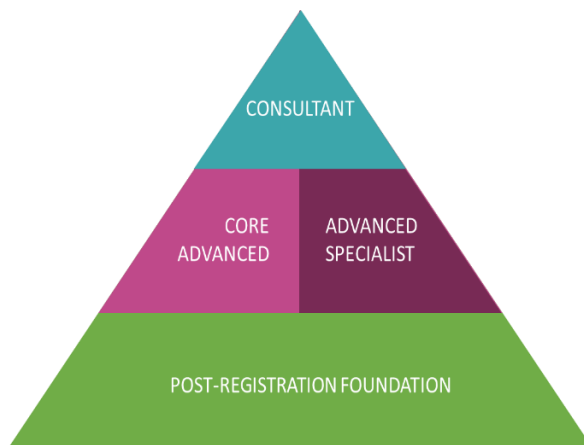 CONSULTANT
CORE
ADVANCED
ADVANCED
SPECIALIST
POST-REGISTRATION FOUNDATION